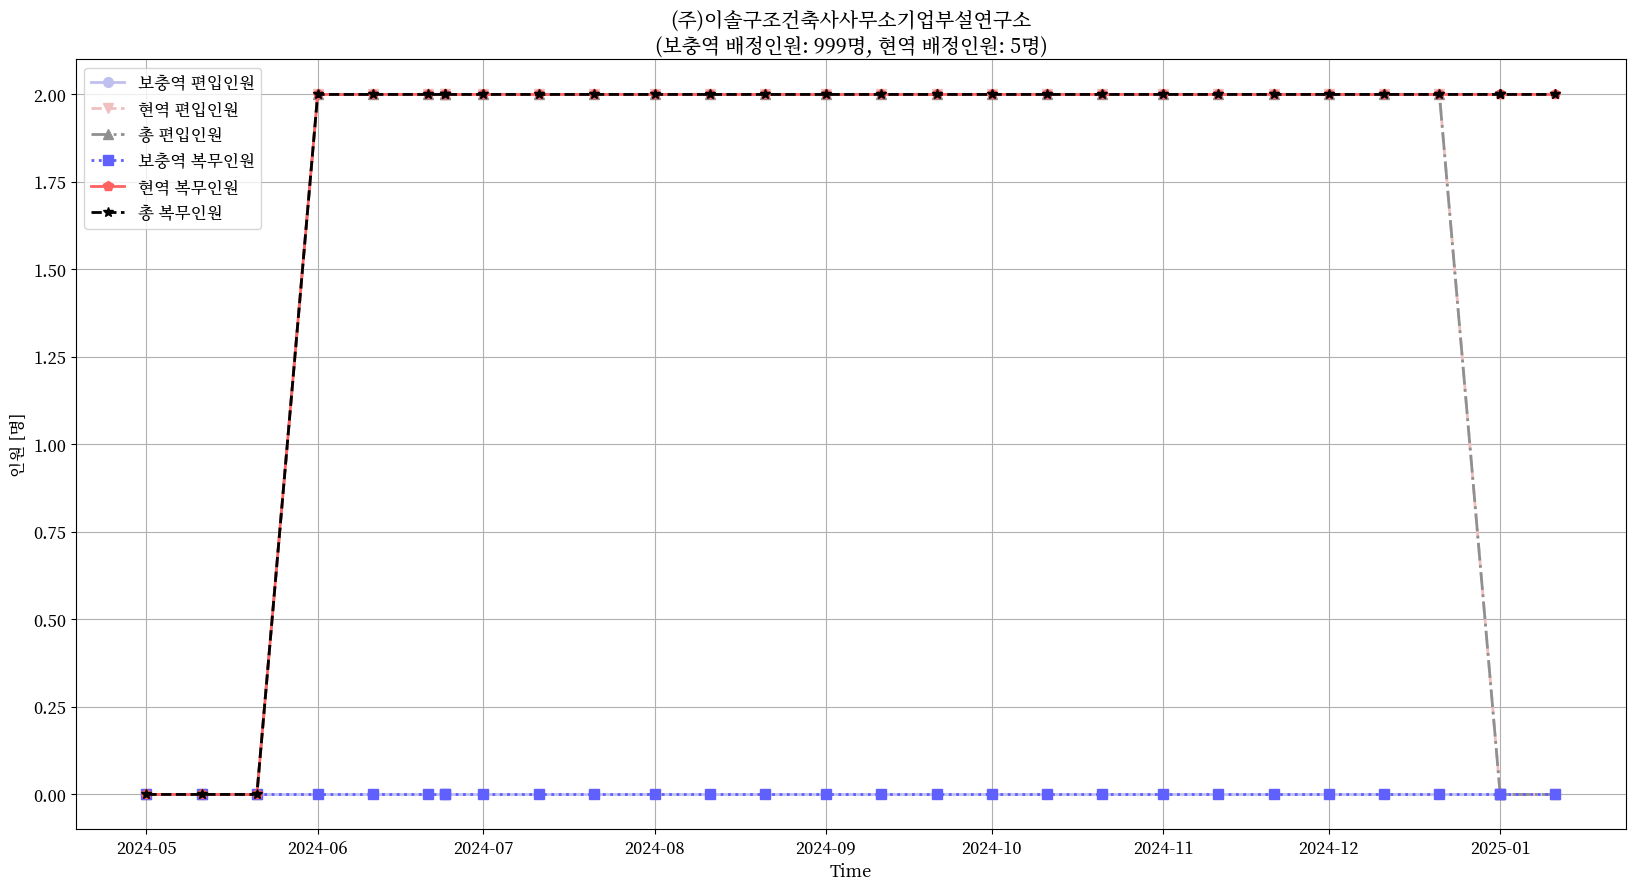 (주)이솔구조건축사사무소기업부설연구소
(보충역 배정인원: 999명, 현역 배정인원: 5명)
보충역 편입인원
현역 편입인원
총 편입인원
보충역 복무인원
현역 복무인원
총 복무인원
인원 [명]
2.00
1.75
1.50
1.25
1.00
0.75
0.50
0.25
0.00
2024-05
2024-06
2024-07
2024-08
2024-09
2024-10
2024-11
2024-12
2025-01
Time